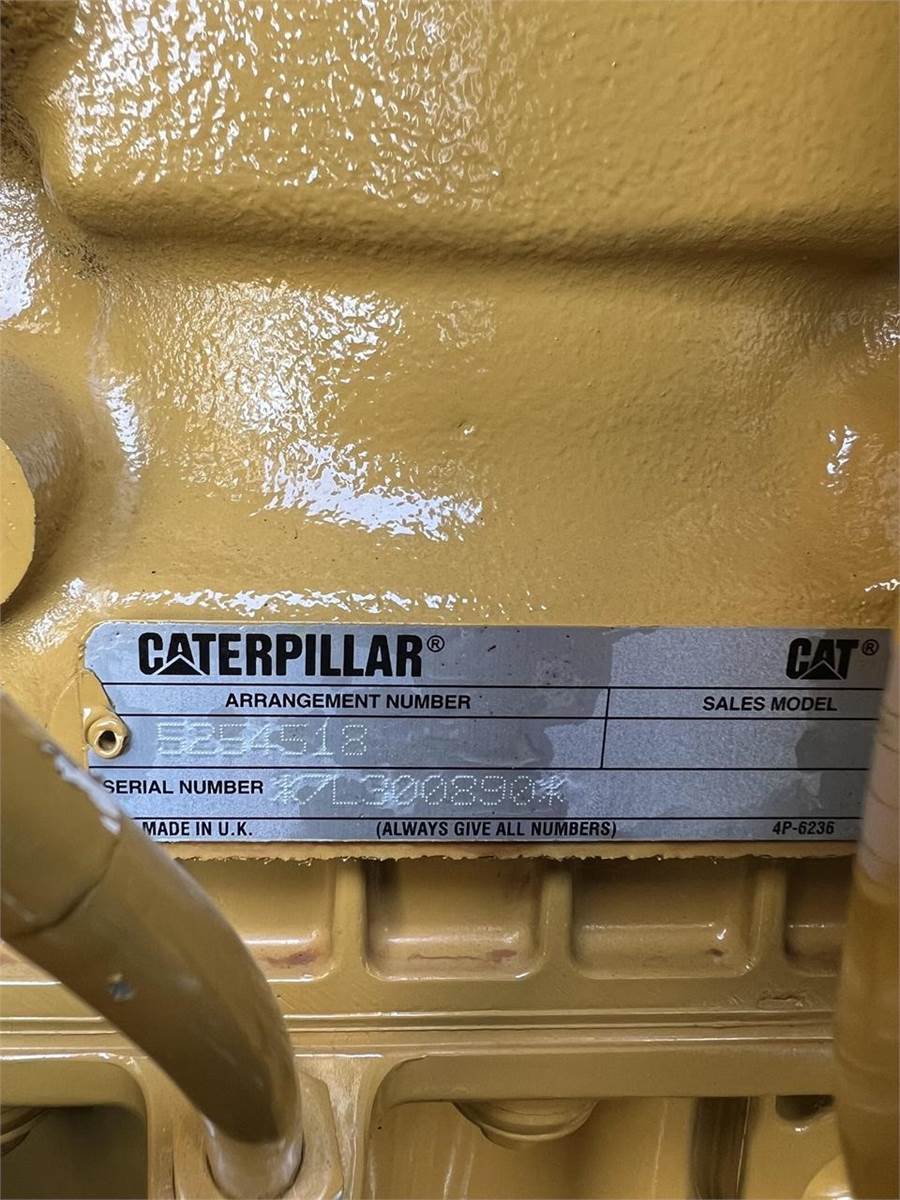 CATERPILLAR® CAT®
ARRANGEMENT NUMBER SALES MODEL
5254518
SERIAL NUMBER *7L300890*
MADE IN U.K. (ALWAYS GIVE ALL NUMBERS) 4P-6236